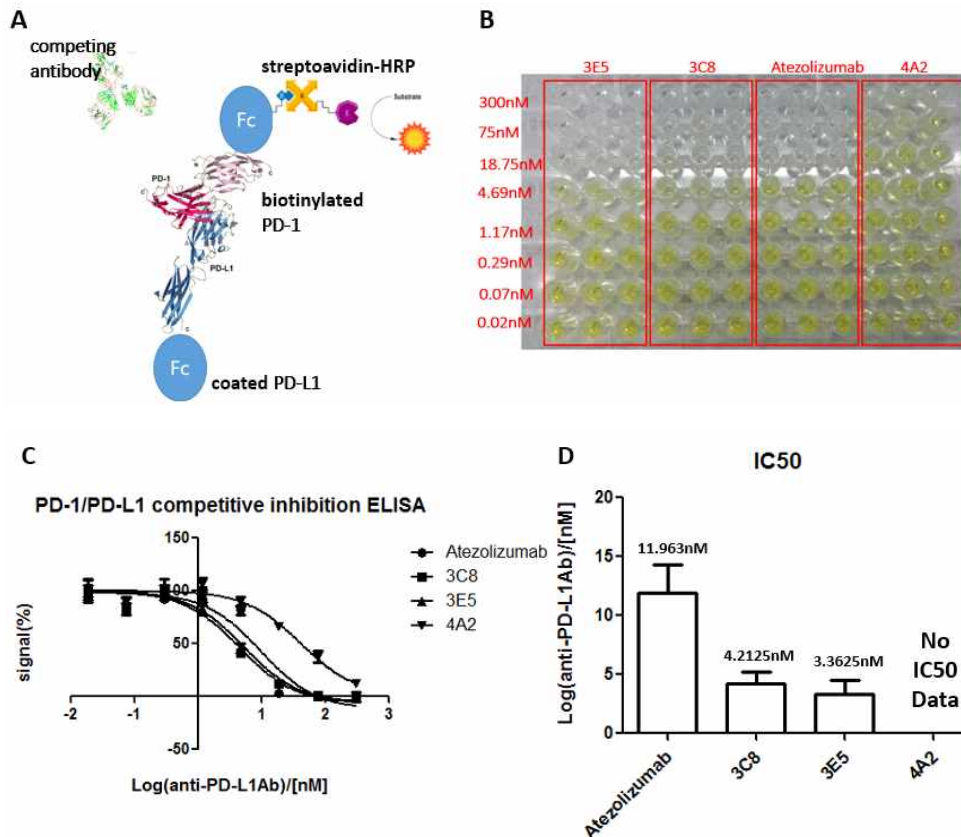 A
competing
antibody
streptoavidin-HRP
Substrate
Fc
PD-1
biotinylated
PD-1
PD-L1
Fc
coated PD-L1
B
3E5 3C8 Atezolizumab 4A2
300nM
75nM
18.75nM
4.69nM
1.17nM
0.29nM
0.07nM
0.02nM
C
PD-1/PD-L1 competitive inhibition ELISA
150
100
50
-50
-2 -1 0 1 2 3
signal(%)
Log(anti-PD-L1Ab)/[nM]
Atezolizumab
3C8
3E5
4A2
D
IC50
Log(anti-PD-L1Ab)/[nM]
20
15
10
5
0
11.963nM
4.2125nM
3.3625nM
No
IC50
Data
Atezolizumab
3C8
3E5
4A2